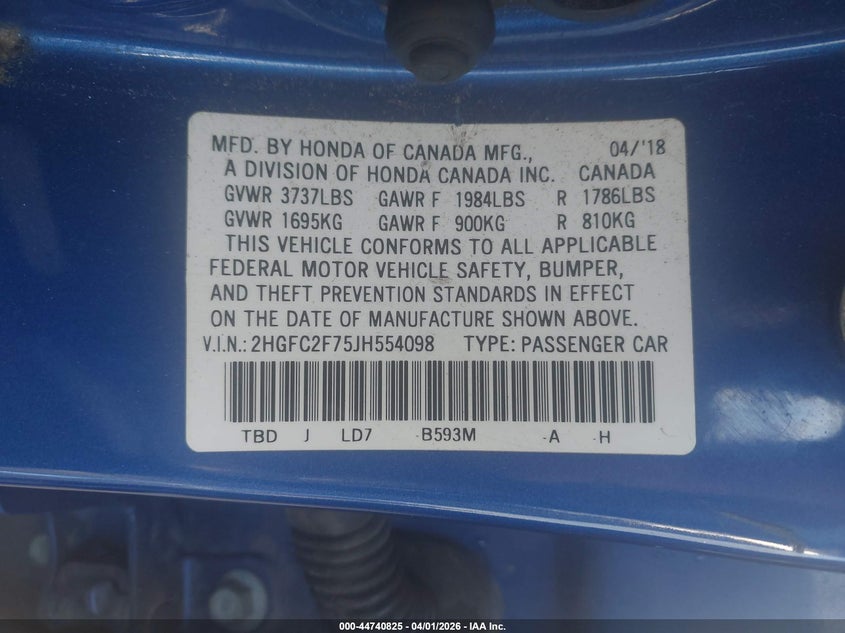 MFD. BY HONDA OF CANADA MFG., 04/'18
A DIVISION OF HONDA CANADA INC. CANADA
GVWR 3737LBS GAWR F 1984LBS R 1786LBS
GVWR 1695KG GAWR F 900KG R 810KG
THIS VEHICLE CONFORMS TO ALL APPLICABLE
FEDERAL MOTOR VEHICLE SAFETY, BUMPER,
AND THEFT PREVENTION STANDARDS IN EFFECT
ON THE DATE OF MANUFACTURE SHOWN ABOVE.
V.I.N.: 2HGFC2F75JH554098 TYPE: PASSENGER CAR
TBD J LD7 B593M A H
000-44740825 | 04/01/2026 - IAA Inc.